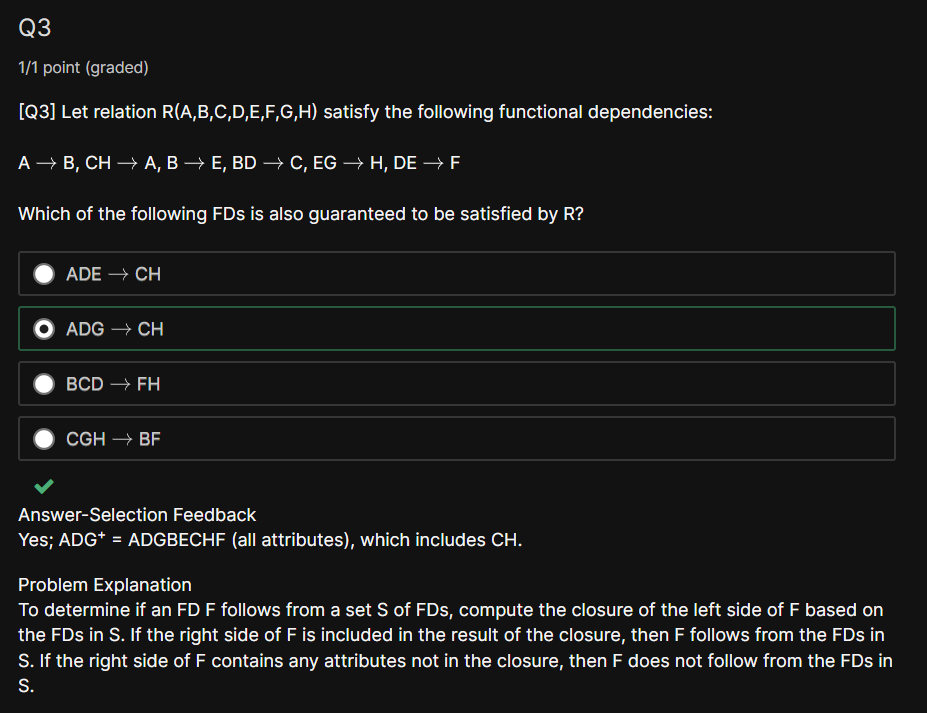 Q3
1/1 point (graded)
[Q3] Let relation R(A,B,C,D,E,F,G,H) satisfy the following functional dependencies:
A → B, CH → A, B → E, BD → C, EG → H, DE → F
Which of the following FDs is also guaranteed to be satisfied by R?
ADE → CH
ADG → CH
BCD → FH
CGH → BF
Answer-Selection Feedback
Yes; ADG⁺ = ADGBECHF (all attributes), which includes CH.
Problem Explanation
To determine if an FD F follows from a set S of FDs, compute the closure of the left side of F based on
the FDs in S. If the right side of F is included in the result of the closure, then F follows from the FDs in
S. If the right side of F contains any attributes not in the closure, then F does not follow from the FDs in
S.